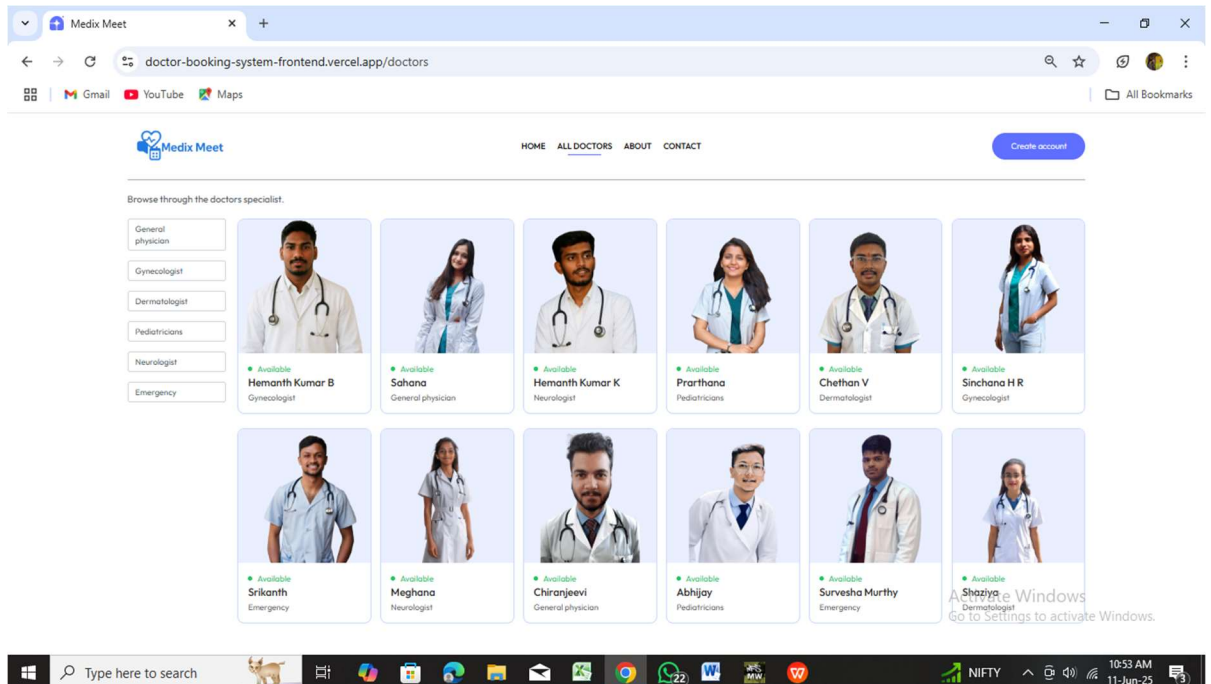 Medix Meet
doctor-booking-system-frontend.vercel.app/doctors
Gmail YouTube Maps All Bookmarks
Medix Meet HOME ALL DOCTORS ABOUT CONTACT Create account
Browse through the doctors specialist.
General
physician
Gynecologist
Dermatologist
Pediatricians
Neurologist
Emergency
Available Available Available Available Available Available
Hemanth Kumar B Sahana Hemanth Kumar K Prarthana Chethan V Sinchana H R
Gynecologist General physician Neurologist Pediatricians Dermatologist Gynecologist
Available Available Available Available Available Available
Srikanth Meghana Chiranjeevi Abhijay Survesha Murthy Shaziya
Emergency Neurologist General physician Pediatricians Emergency Dermatologist
Activate Windows
Go to Settings to activate Windows.
Type here to search 22 W AFS MW W NIFTY 10:53 AM
11-Jun-25 3